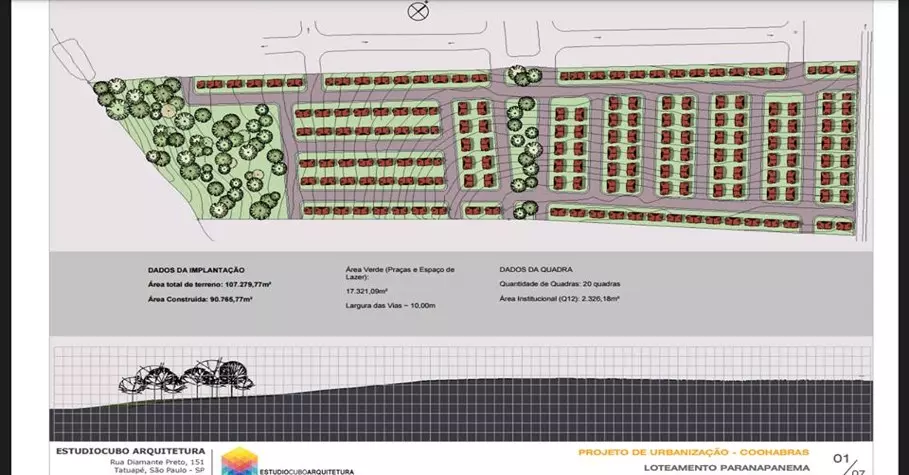 DADOS DA IMPLANTAÇÃO
Área total de terreno: 107.279,77m²
Área Construida: 90.765,77m²
Área Verde (Praças e Espaço de
Lazer):
17.321,09m²
Largura das Vias ~ 10,00m
DADOS DA QUADRA
Quantidade de Quadras: 20 quadras
Área Institucional (Q12): 2.326,18m²
ESTUDIOCUBO ARQUITETURA
Rua Diamante Preto, 151
Tatuapé, São Paulo - SP
ESTUDIOCUBOARQUITETURA
PROJETO DE URBANIZAÇÃO - COOHABRAS
LOTEAMENTO PARANAPANEMA
01/07